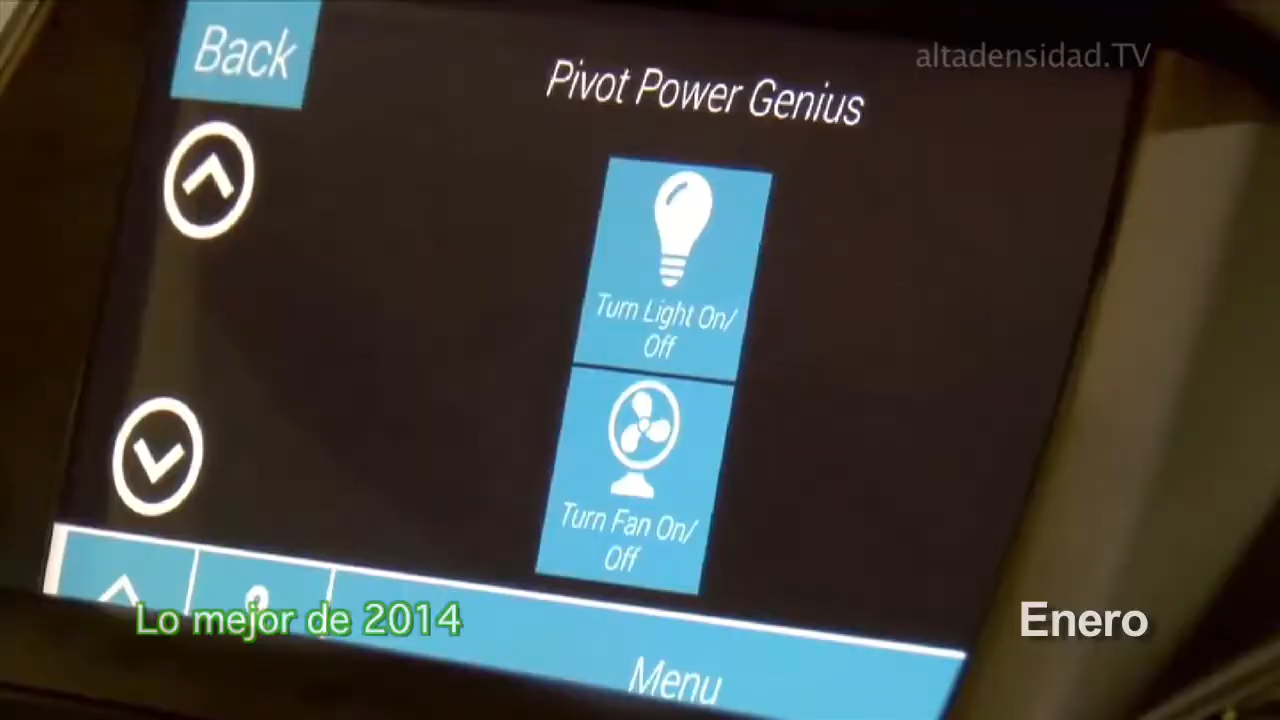 Back
altadensidad.TV
Pivot Power Genius
Turn Light On/
Off
Turn Fan On/
Off
Lo mejor de 2014
Enero
Menu